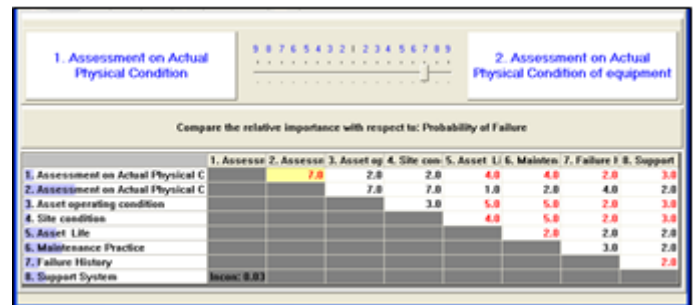 1. Assessment on Actual
Physical Condition
9 8 7 6 5 4 3 2 1 2 3 4 5 6 7 8 9
2. Assessment on Actual
Physical Condition of equipment
Compare the relative importance with respect to: Probability of Failure
1. Assessm 2. Assessm 3. Asset op 4. Site con 5. Asset Li 6. Mainten 7. Failure H 8. Support
1. Assessment on Actual Physical C 7.0 2.0 2.0 4.0 4.0 2.0 3.0
2. Assessment on Actual Physical C 7.0 7.0 1.0 2.0 4.0 2.0
3. Asset operating condition 3.0 5.0 5.0 2.0 3.0
4. Site condition 4.0 5.0 2.0 3.0
5. Asset Life 2.0 2.0 2.0
6. Maintenance Practice 3.0 2.0
7. Failure History 2.0
8. Support System Incon: 0.03